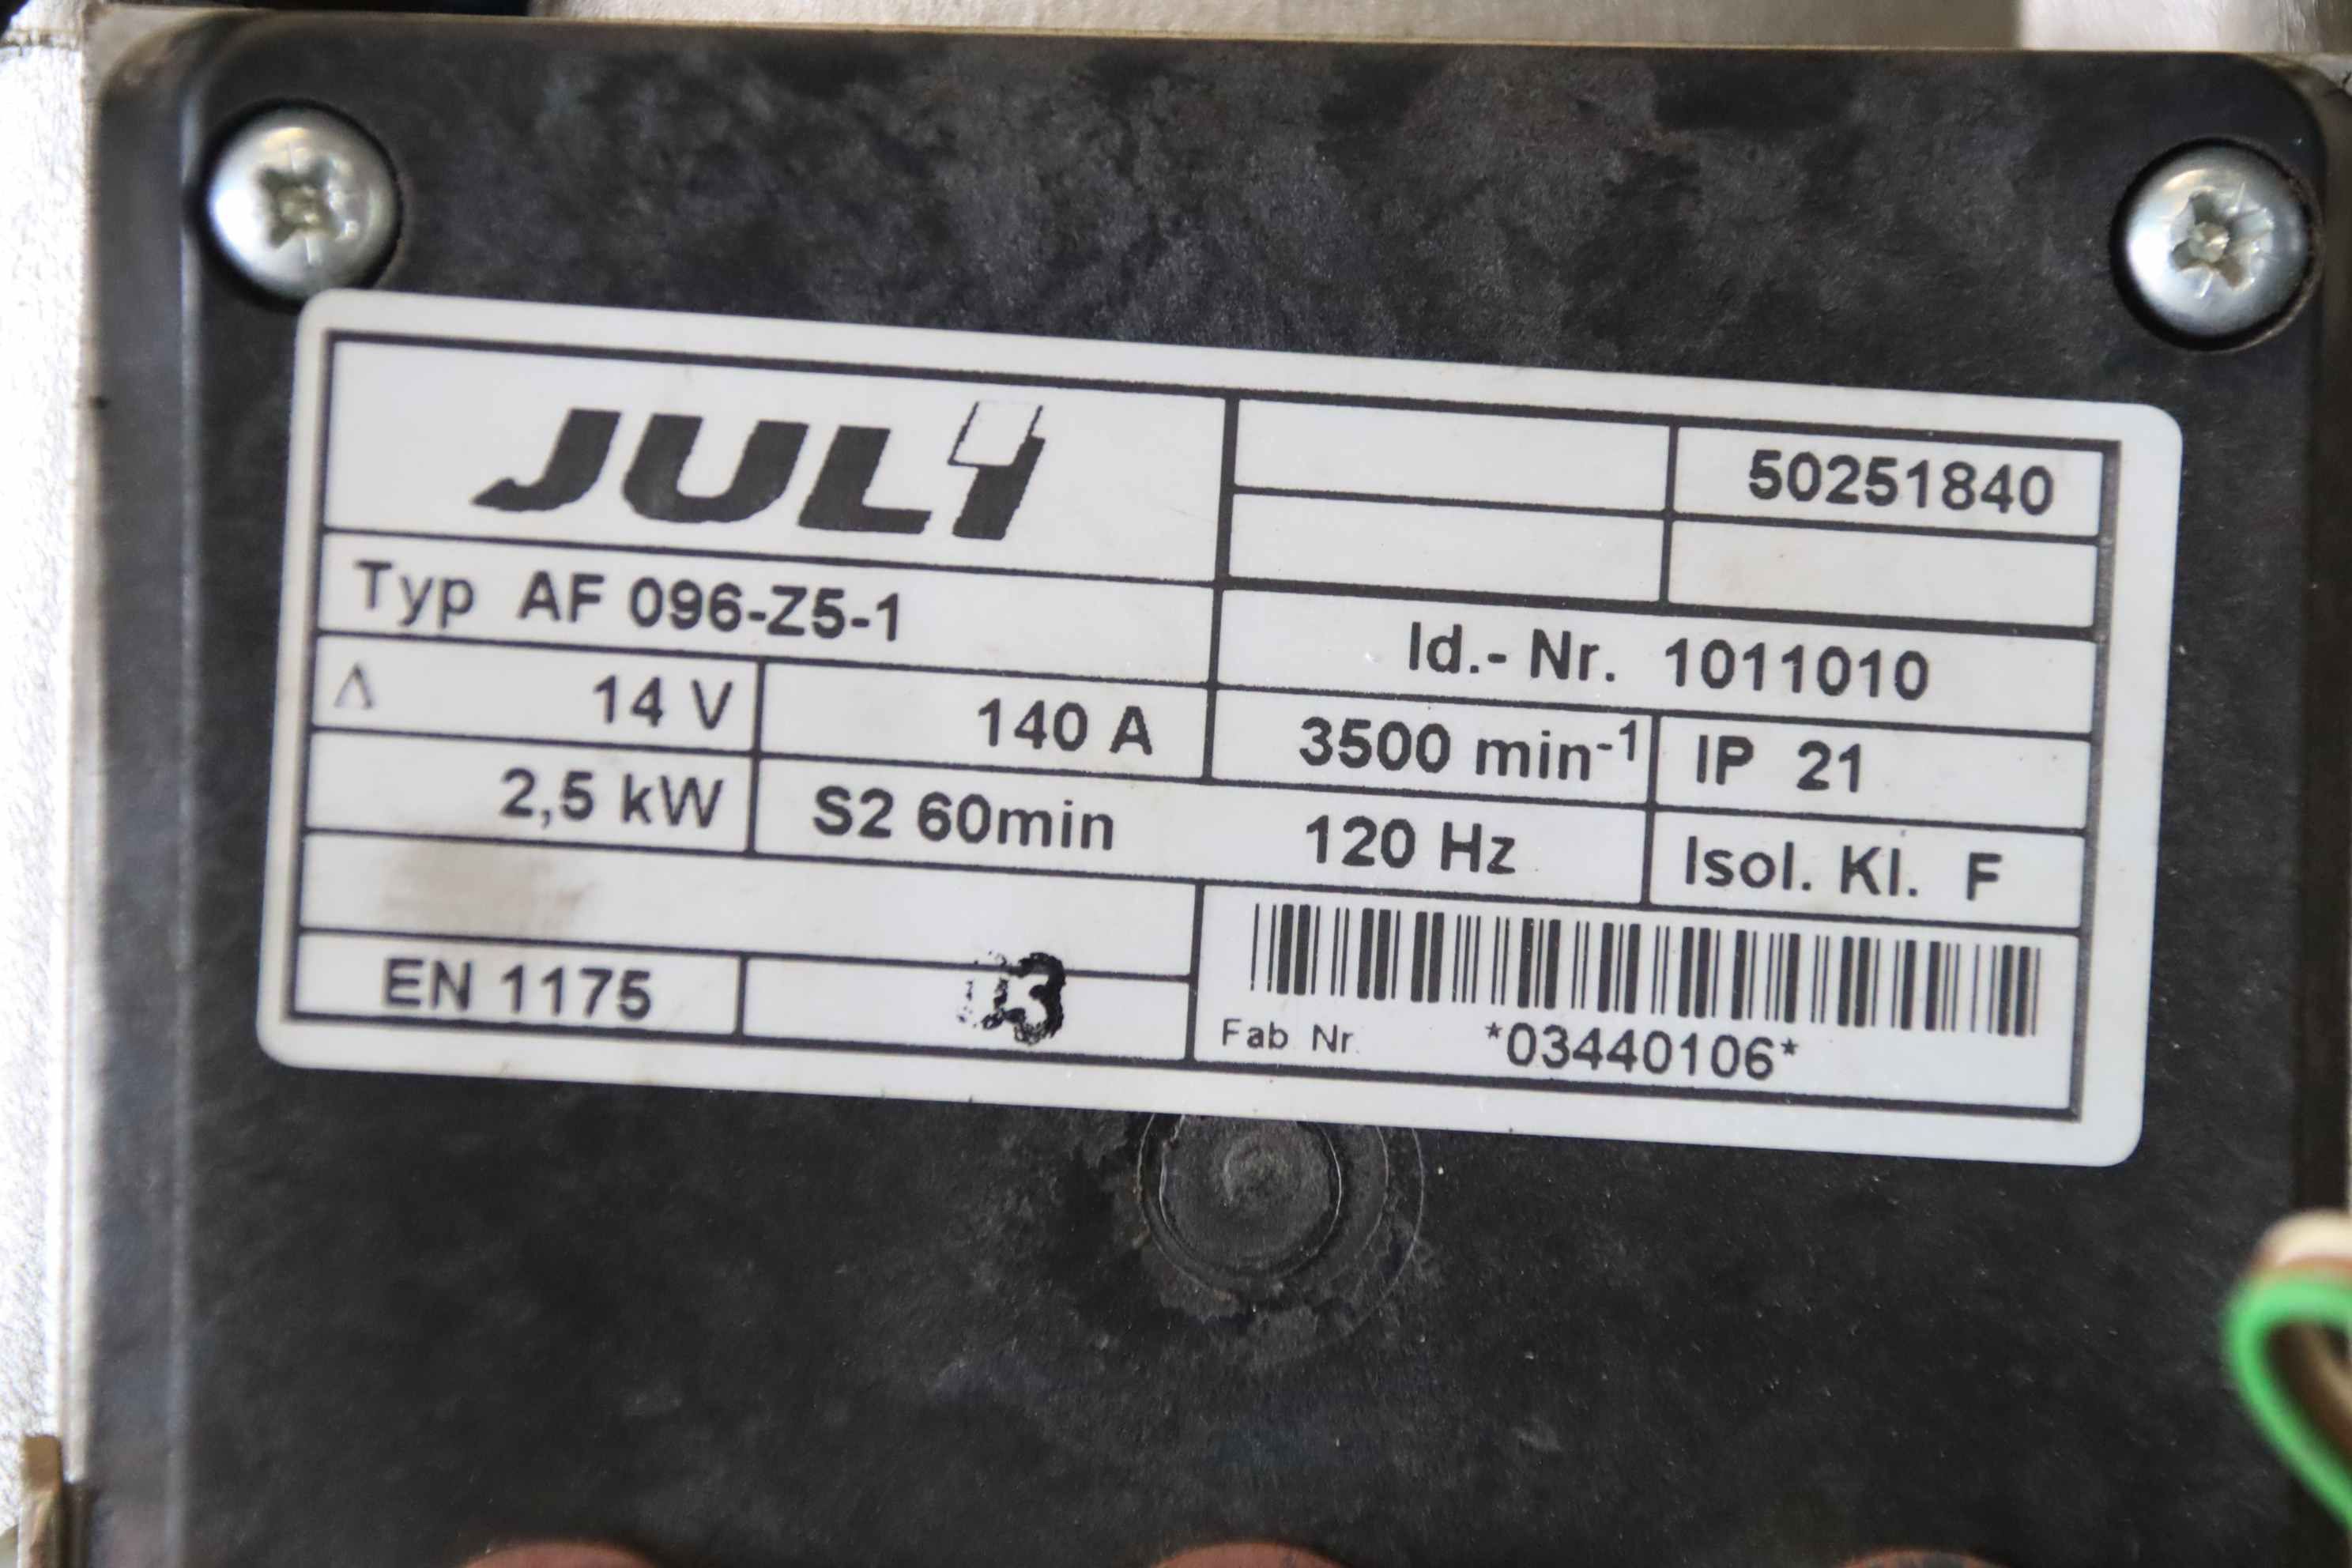 JULI
50251840
Typ AF 096-Z5-1
Id.- Nr. 1011010
Δ 14 V 140 A 3500 min⁻¹ IP 21
2,5 kW S2 60min 120 Hz Isol. Kl. F
EN 1175
Fab Nr. *03440106*